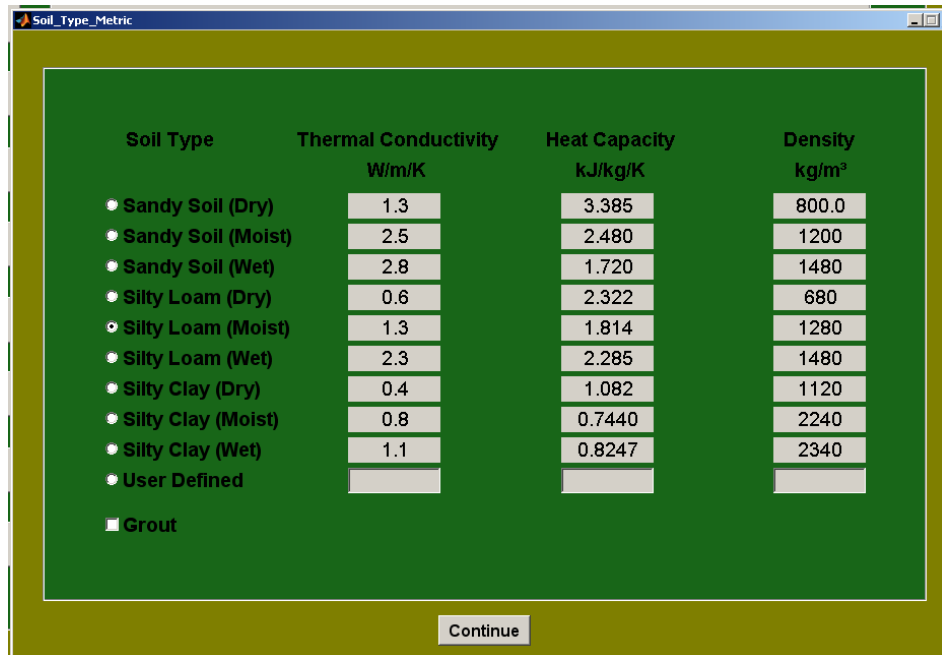 Soil_Type_Metric
Soil Type Thermal Conductivity Heat Capacity Density
W/m/K kJ/kg/K kg/m³
Sandy Soil (Dry) 1.3 3.385 800.0
Sandy Soil (Moist) 2.5 2.480 1200
Sandy Soil (Wet) 2.8 1.720 1480
Silty Loam (Dry) 0.6 2.322 680
Silty Loam (Moist) 1.3 1.814 1280
Silty Loam (Wet) 2.3 2.285 1480
Silty Clay (Dry) 0.4 1.082 1120
Silty Clay (Moist) 0.8 0.7440 2240
Silty Clay (Wet) 1.1 0.8247 2340
User Defined
Grout
Continue